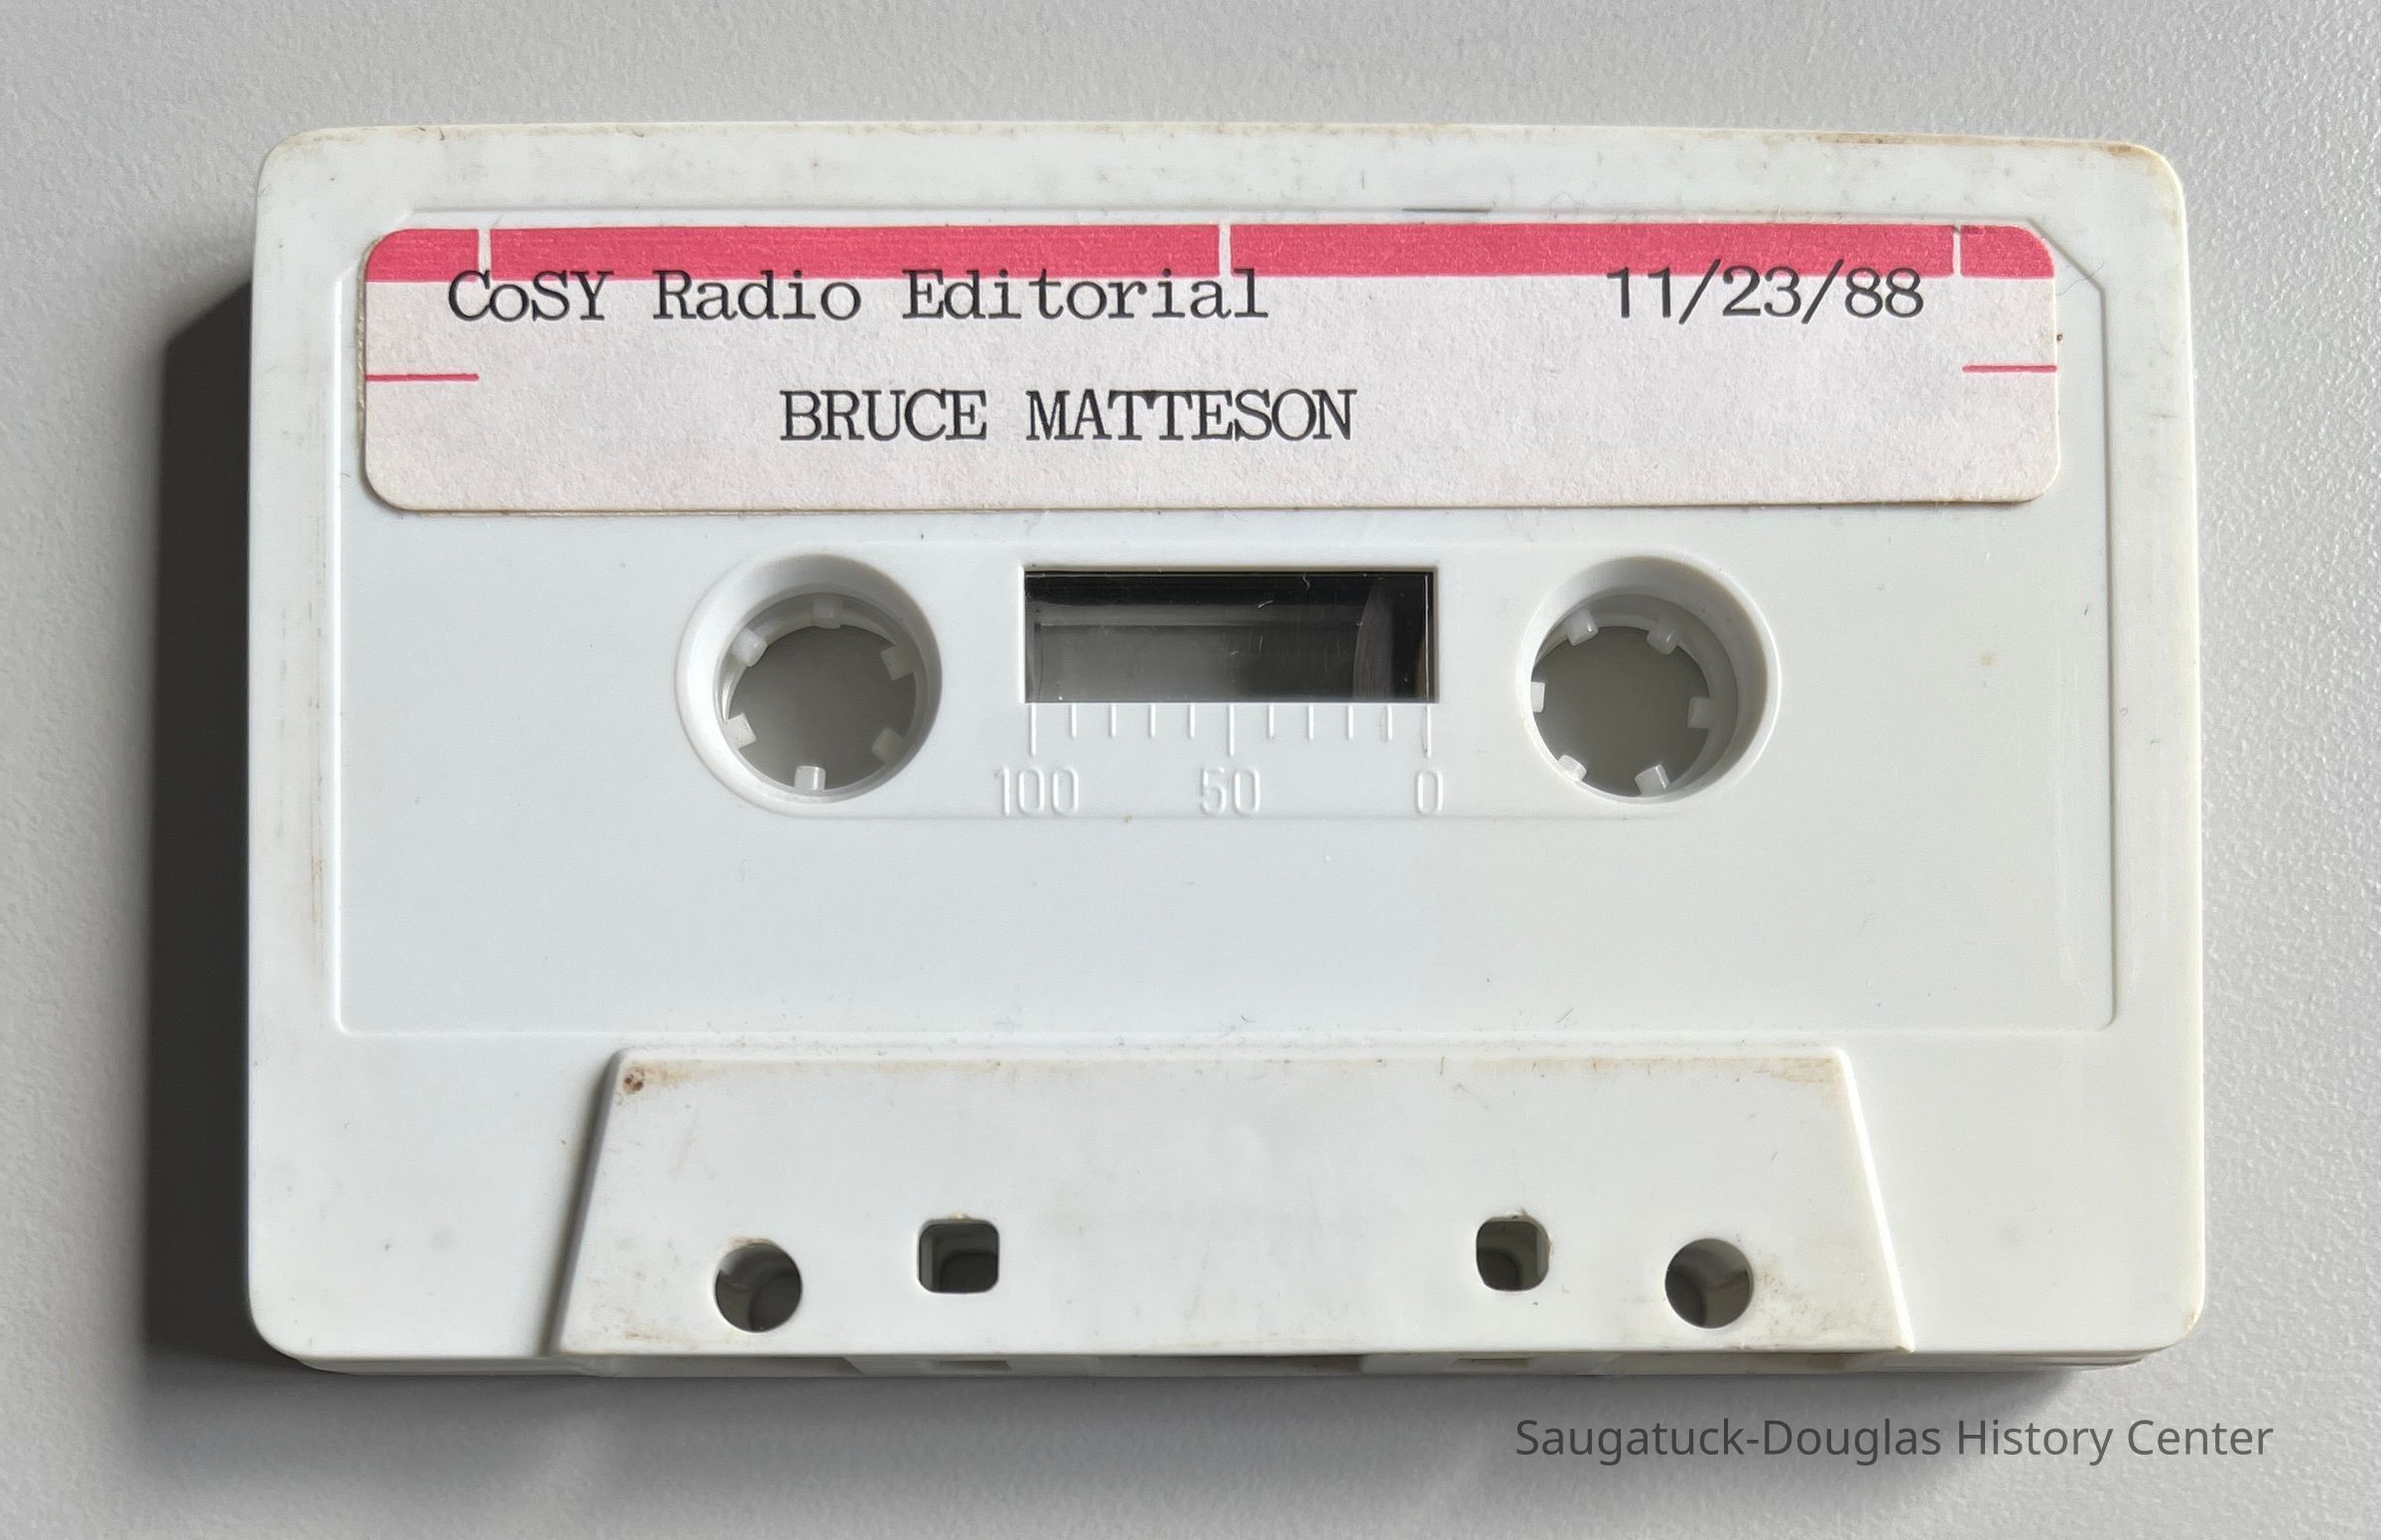 CoSY Radio Editorial 11/23/88
BRUCE MATTESON
100 50 0
Saugatuck-Douglas History Center